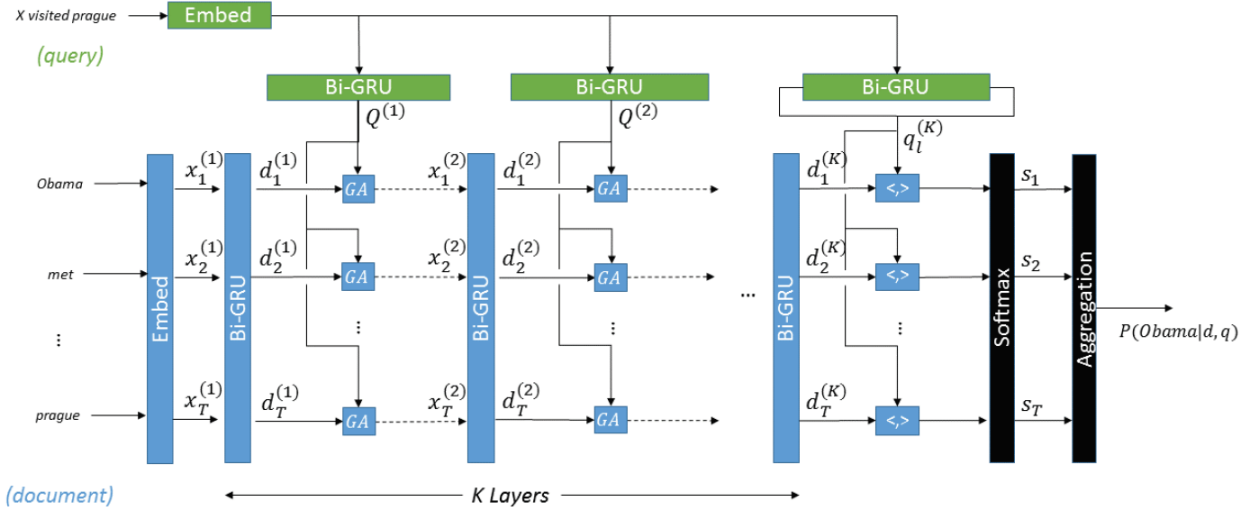 X visited prague
Embed
(query)
Bi-GRU
Bi-GRU
Bi-GRU
Q^(1)
Q^(2)
q_l^(K)
Obama
x_1^(1)
d_1^(1)
GA
x_1^(2)
d_1^(2)
GA
d_1^(K)
<,>
s_1
met
x_2^(1)
d_2^(1)
GA
x_2^(2)
d_2^(2)
GA
...
d_2^(K)
<,>
s_2
⋮
⋮
⋮
⋮
Embed
Bi-GRU
Bi-GRU
Bi-GRU
Softmax
Aggregation
P(Obama|d, q)
prague
x_T^(1)
d_T^(1)
GA
x_T^(2)
d_T^(2)
GA
d_T^(K)
<,>
s_T
(document)
K Layers